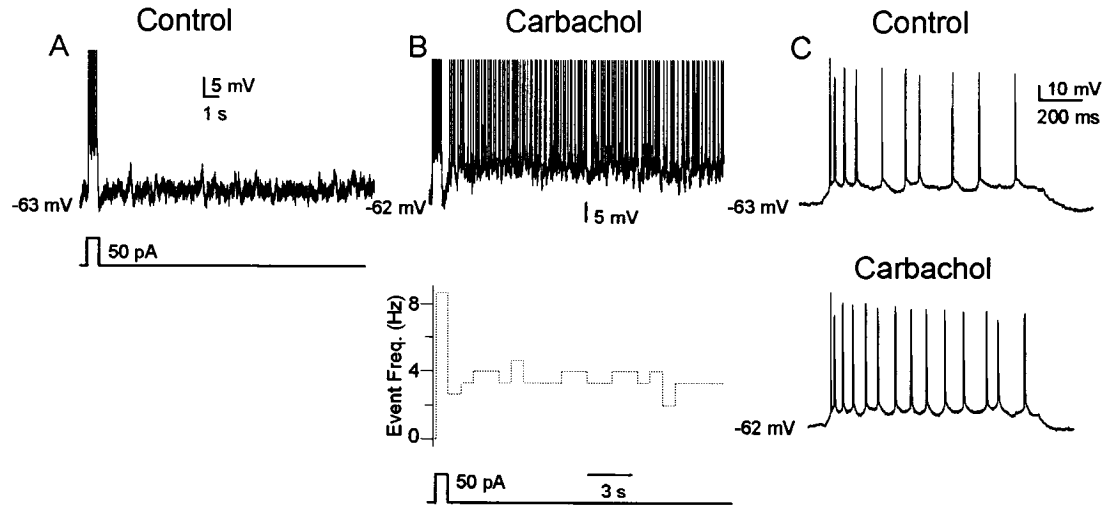 Control
A
5 mV
1 s
-63 mV
50 pA
Carbachol
B
-62 mV
5 mV
Event Freq. (Hz)
8
4
0
50 pA
3 s
Control
C
10 mV
200 ms
-63 mV
Carbachol
-62 mV